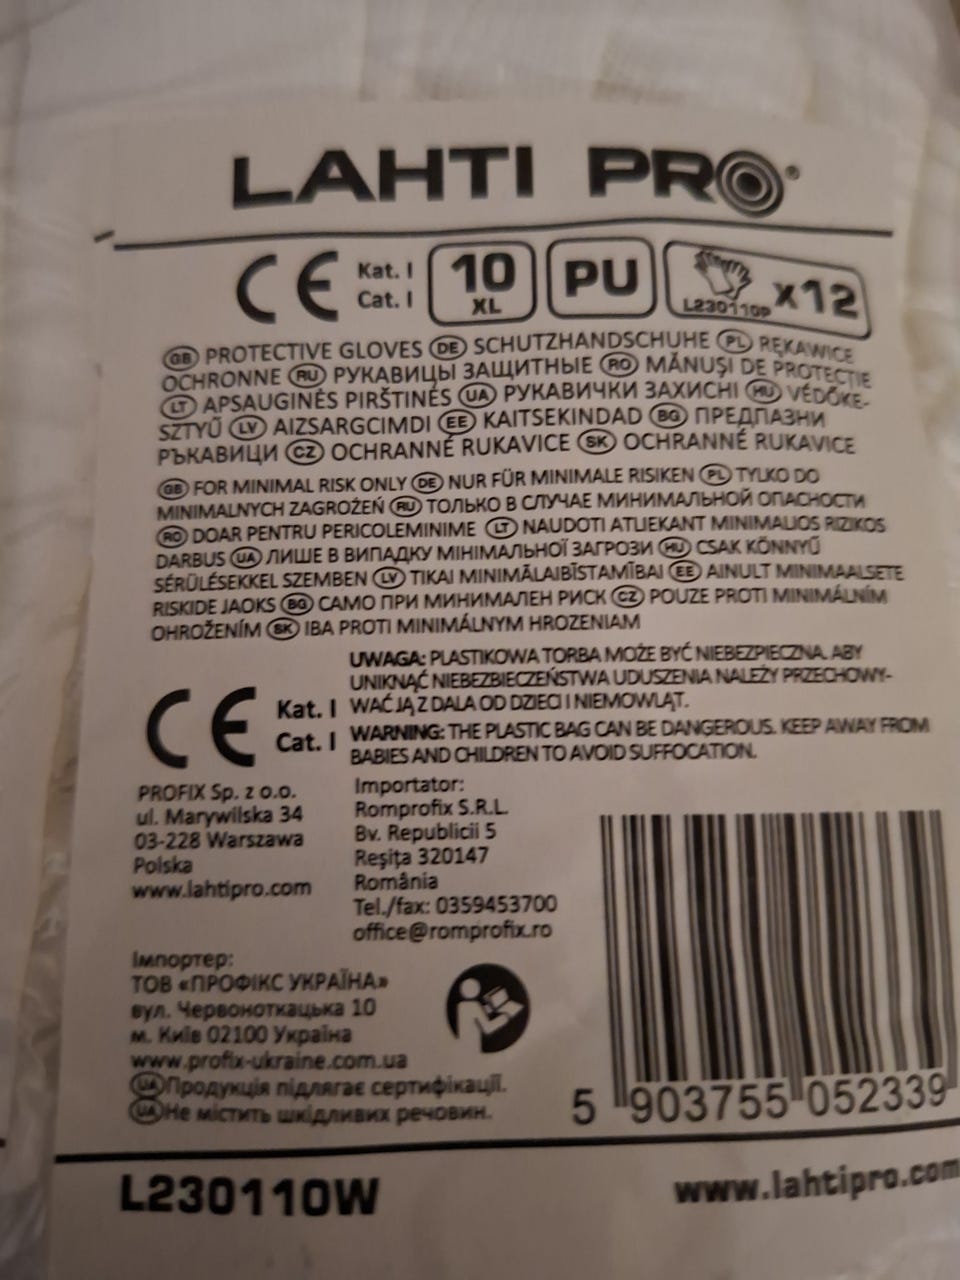 LAHTI PRO®
CE Kat. I Cat. I 10 XL PU L230110P x12
GB PROTECTIVE GLOVES DE SCHUTZHANDSCHUHE PL RĘKAWICE
OCHRONNE RU РУКАВИЦЫ ЗАЩИТНЫЕ RO MĂNUŞI DE PROTECŢIE
LT APSAUGINĖS PIRŠTINĖS UA РУКАВИЧКИ ЗАХИСНІ HU VÉDŐKE-
SZTYŰ LV AIZSARGCIMDI EE KAITSEKINDAD BG ПРЕДПАЗНИ
РЪКАВИЦИ CZ OCHRANNÉ RUKAVICE SK OCHRANNÉ RUKAVICE
GB FOR MINIMAL RISK ONLY DE NUR FÜR MINIMALE RISIKEN PL TYLKO DO
MINIMALNYCH ZAGROŻEŃ RU ТОЛЬКО В СЛУЧАЕ МИНИМАЛЬНОЙ ОПАСНОСТИ
RO DOAR PENTRU PERICOLEMINIME LT NAUDOTI ATLIEKANT MINIMALIOS RIZIKOS
DARBUS UA ЛИШЕ В ВИПАДКУ МІНІМАЛЬНОЇ ЗАГРОЗИ HU CSAK KÖNNYŰ
SÉRÜLÉSEKKEL SZEMBEN LV TIKAI MINIMĀLAIBĪSTAMĪBAI EE AINULT MINIMAALSETE
RISKIDE JAOKS BG САМО ПРИ МИНИМАЛЕН РИСК CZ POUZE PROTI MINIMÁLNÍM
OHROŽENÍM SK IBA PROTI MINIMÁLNYM HROZENIAM
UWAGA: PLASTIKOWA TORBA MOŻE BYĆ NIEBEZPIECZNA. ABY
UNIKNĄĆ NIEBEZPIECZEŃSTWA UDUSZENIA NALEŻY PRZECHOWY-
WAĆ JĄ Z DALA OD DZIECI I NIEMOWLĄT.
CE Kat. I Cat. I
WARNING: THE PLASTIC BAG CAN BE DANGEROUS. KEEP AWAY FROM
BABIES AND CHILDREN TO AVOID SUFFOCATION.
PROFIX Sp. z o.o.
ul. Marywilska 34
03-228 Warszawa
Polska
www.lahtipro.com
Importator:
Romprofix S.R.L.
Bv. Republicii 5
Reşiţa 320147
România
Tel./fax: 0359453700
office@romprofix.ro
Імпортер:
ТОВ «ПРОФІКС УКРАЇНА»
вул. Червоноткацька 10
м. Київ 02100 Україна
www.profix-ukraine.com.ua
UA Продукція підлягає сертифікації.
UA Не містить шкідливих речовин.
5 903755 052339
L230110W
www.lahtipro.com